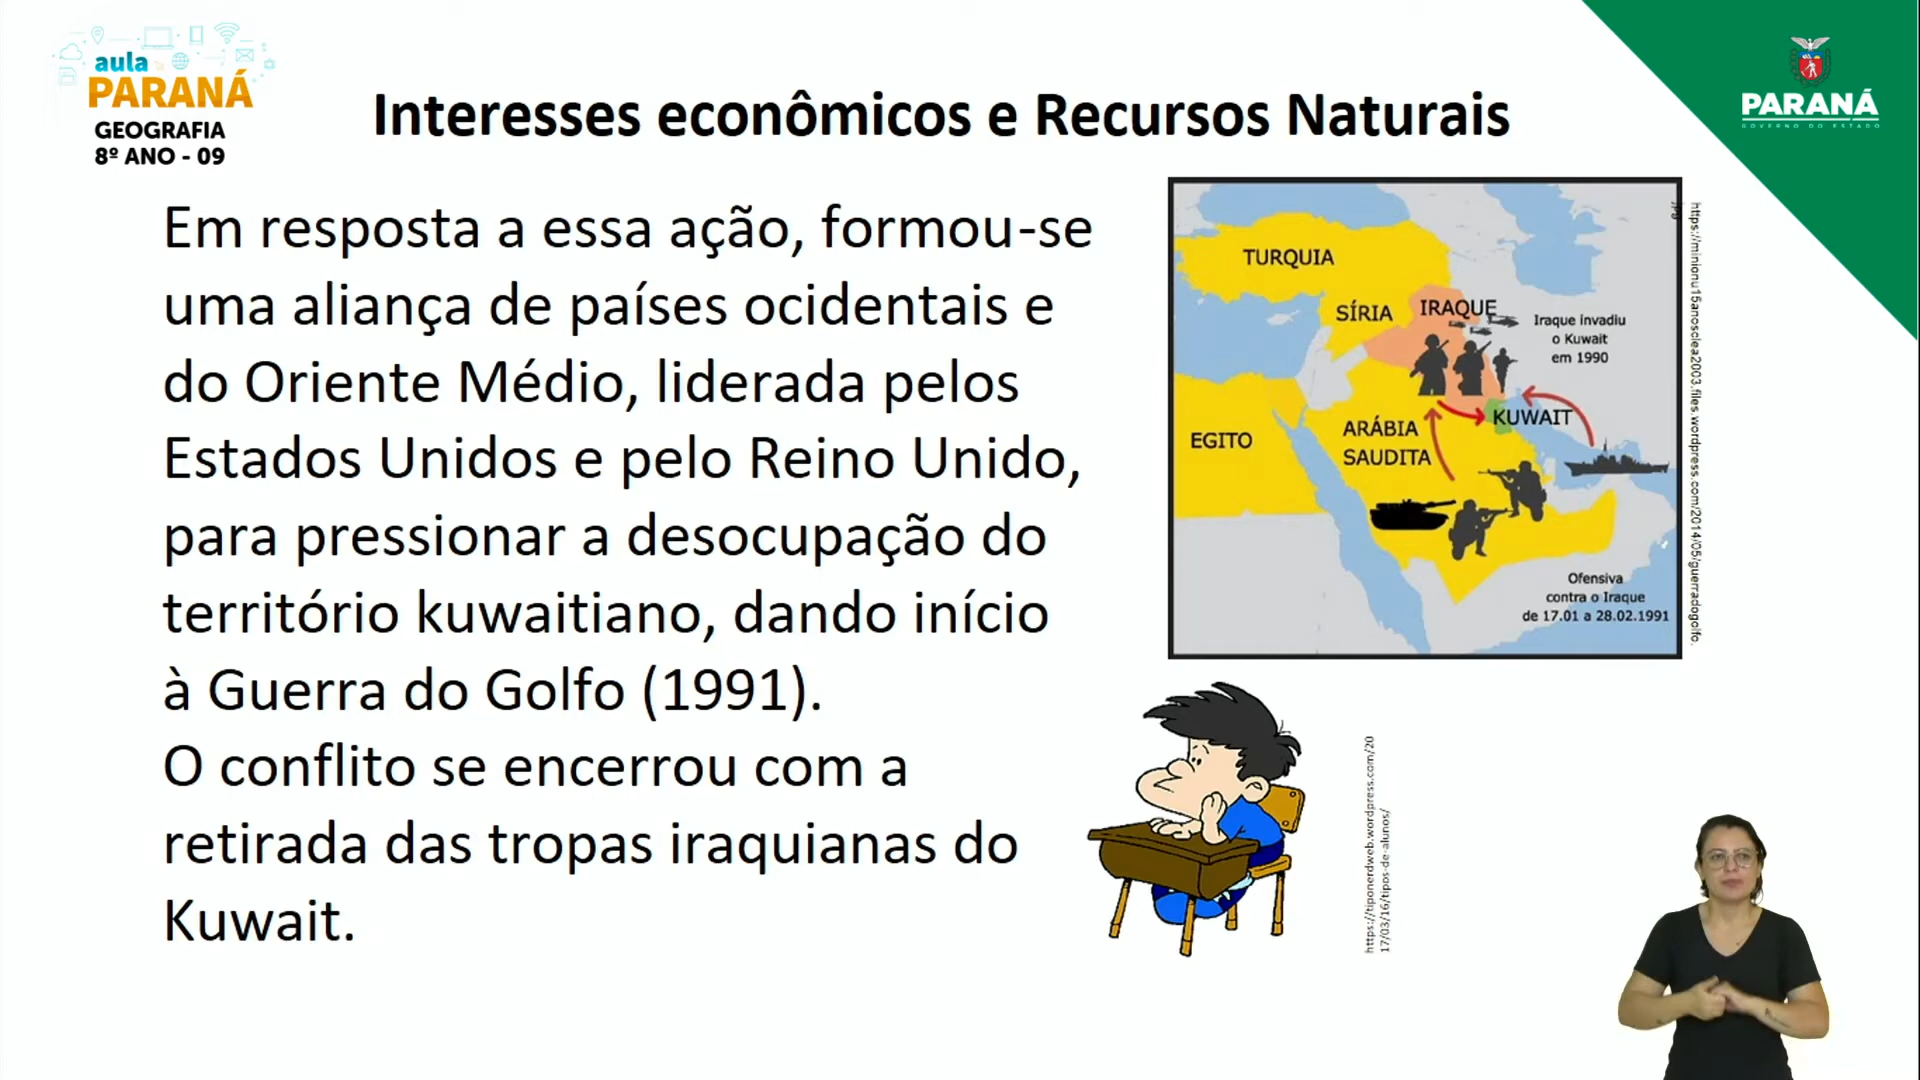 aula
PARANÁ
GEOGRAFIA
8º ANO - 09
Interesses econômicos e Recursos Naturais
PARANÁ
GOVERNO DO ESTADO
Em resposta a essa ação, formou-se
uma aliança de países ocidentais e
do Oriente Médio, liderada pelos
Estados Unidos e pelo Reino Unido,
para pressionar a desocupação do
território kuwaitiano, dando início
à Guerra do Golfo (1991).
O conflito se encerrou com a
retirada das tropas iraquianas do
Kuwait.
TURQUIA
SÍRIA
IRAQUE
Iraque invadiu
o Kuwait
em 1990
KUWAIT
ARÁBIA
SAUDITA
EGITO
Ofensiva
contra o Iraque
de 17.01 a 28.02.1991
https://minionu15anosclea2003.files.wordpress.com/2014/05/guerradogolfo.
jpg
https://tiponerdweb.wordpress.com/20
17/03/16/tipos-de-alunos/